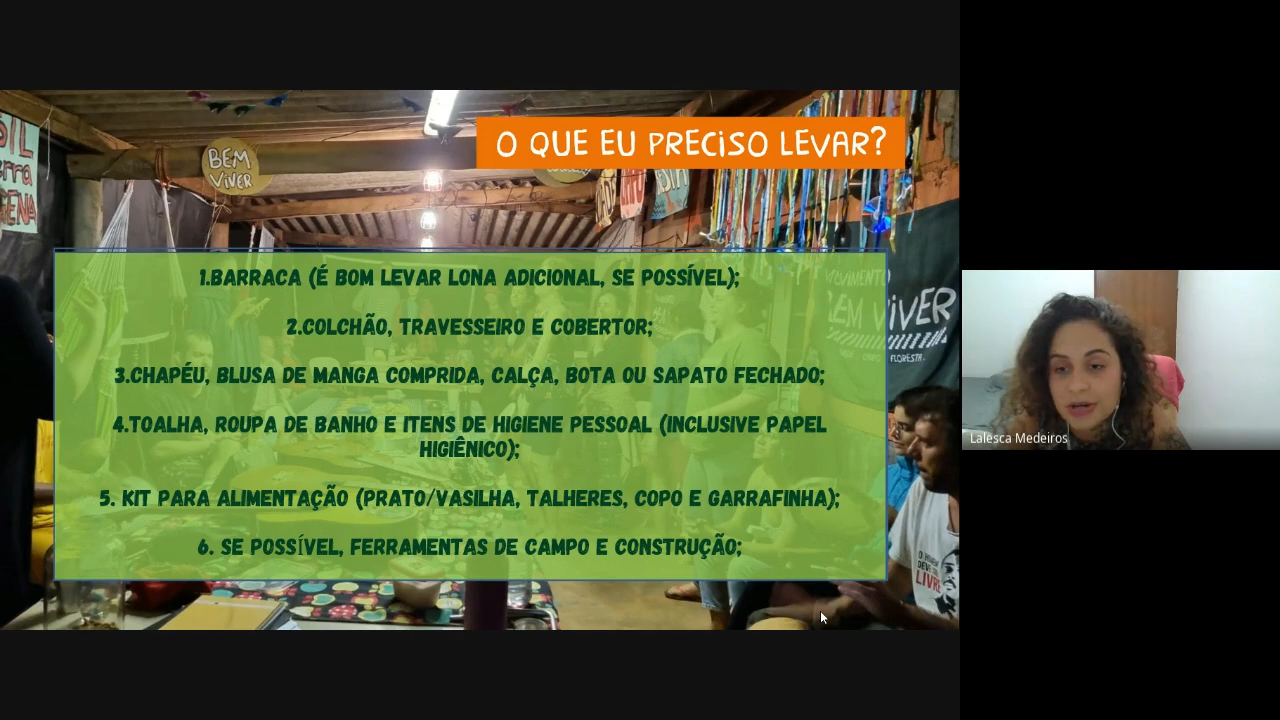 O QUE EU PRECISO LEVAR?
BEM
VIVER
1.BARRACA (É BOM LEVAR LONA ADICIONAL, SE POSSÍVEL);
2.COLCHÃO, TRAVESSEIRO E COBERTOR;
3.CHAPÉU, BLUSA DE MANGA COMPRIDA, CALÇA, BOTA OU SAPATO FECHADO;
4.TOALHA, ROUPA DE BANHO E ITENS DE HIGIENE PESSOAL (INCLUSIVE PAPEL
HIGIÊNICO);
5. KIT PARA ALIMENTAÇÃO (PRATO/VASILHA, TALHERES, COPO E GARRAFINHA);
6. SE POSSÍVEL, FERRAMENTAS DE CAMPO E CONSTRUÇÃO;
MOVIMENTO
BEM VIVER
FLORESTA.
LIVRE
Lalesca Medeiros